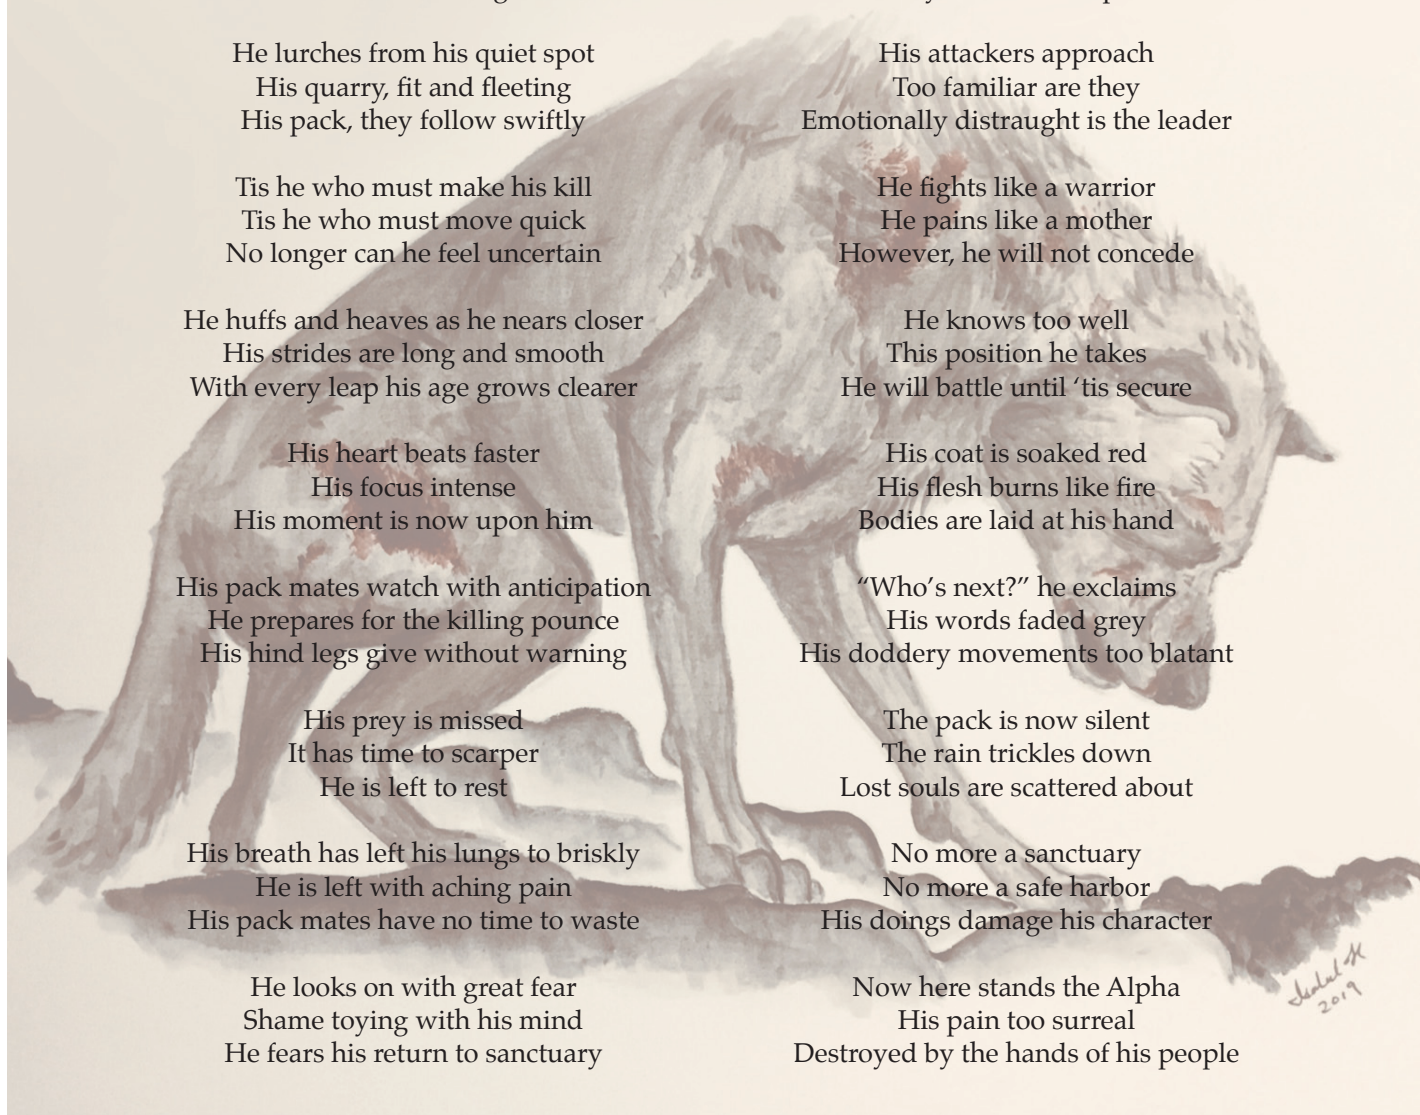 He lurches from his quiet spot
His quarry, fit and fleeting
His pack, they follow swiftly
Tis he who must make his kill
Tis he who must move quick
No longer can he feel uncertain
He huffs and heaves as he nears closer
His strides are long and smooth
With every leap his age grows clearer
His heart beats faster
His focus intense
His moment is now upon him
His pack mates watch with anticipation
He prepares for the killing pounce
His hind legs give without warning
His prey is missed
It has time to scarper
He is left to rest
His breath has left his lungs to briskly
He is left with aching pain
His pack mates have no time to waste
He looks on with great fear
Shame toying with his mind
He fears his return to sanctuary
His attackers approach
Too familiar are they
Emotionally distraught is the leader
He fights like a warrior
He pains like a mother
However, he will not concede
He knows too well
This position he takes
He will battle until ‘tis secure
His coat is soaked red
His flesh burns like fire
Bodies are laid at his hand
“Who’s next?” he exclaims
His words faded grey
His doddery movements too blatant
The pack is now silent
The rain trickles down
Lost souls are scattered about
No more a sanctuary
No more a safe harbor
His doings damage his character
Now here stands the Alpha
His pain too surreal
Destroyed by the hands of his people
2019